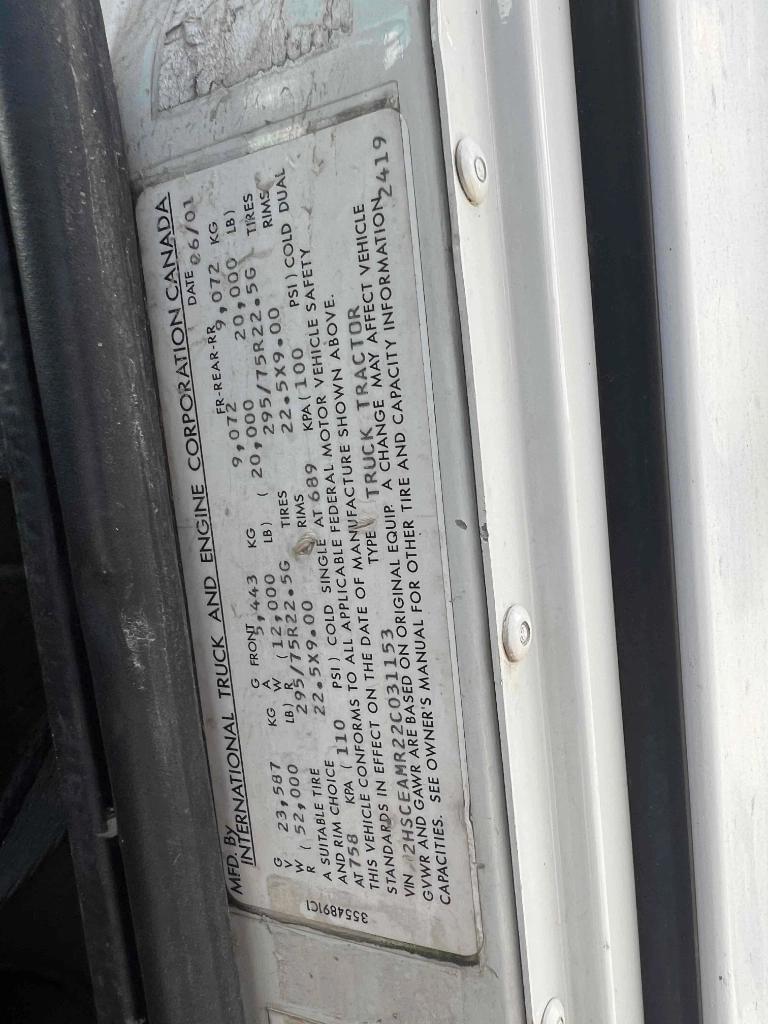 MFD. By
INTERNATIONAL TRUCK AND ENGINE CORPORATION CANADA
DATE 06/01
G FRONT FR-REAR-RR
G 23,587 KG A 5,443 KG 9,072 9,072 KG
V
W ( 52,000 LB) W ( 12,000 LB) ( 20,000 20,000 LB)
R R 295/75R22.5G TIRES 295/75R22.5G TIRES
A SUITABLE TIRE 22.5X9.00 RIMS 22.5X9.00 RIMS
AND RIM CHOICE
AT 758 KPA ( 110 PSI) COLD SINGLE AT 689 KPA ( 100 PSI) COLD DUAL
THIS VEHICLE CONFORMS TO ALL APPLICABLE FEDERAL MOTOR VEHICLE SAFETY
STANDARDS IN EFFECT ON THE DATE OF MANUFACTURE SHOWN ABOVE.
VIN 2HSCEAMR22C031153 TYPE TRUCK TRACTOR
GVWR AND GAWR ARE BASED ON ORIGINAL EQUIP. A CHANGE MAY AFFECT VEHICLE
CAPACITIES. SEE OWNER'S MANUAL FOR OTHER TIRE AND CAPACITY INFORMATION 2419
3554891C1